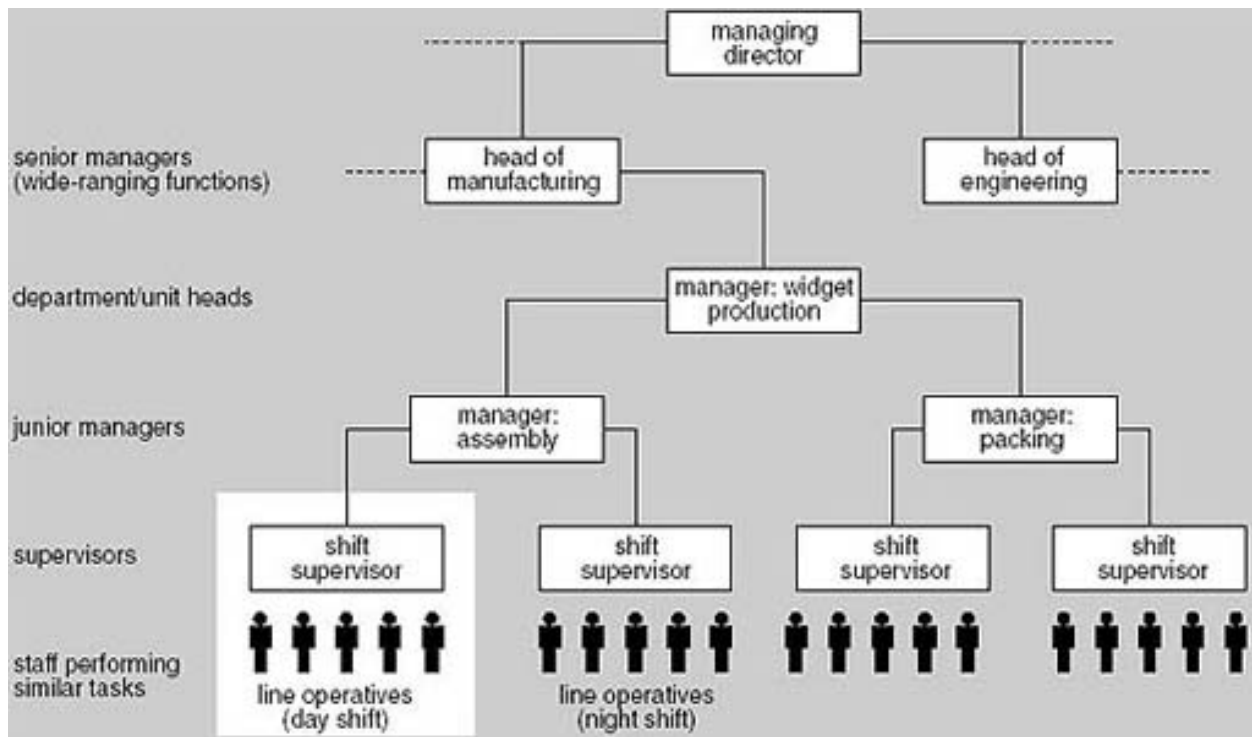 managing
director
senior managers
(wide-ranging functions)
head of
manufacturing
head of
engineering
department/unit heads
manager: widget
production
junior managers
manager:
assembly
manager:
packing
supervisors
shift
supervisor
shift
supervisor
shift
supervisor
shift
supervisor
staff performing
similar tasks
line operatives
(day shift)
line operatives
(night shift)